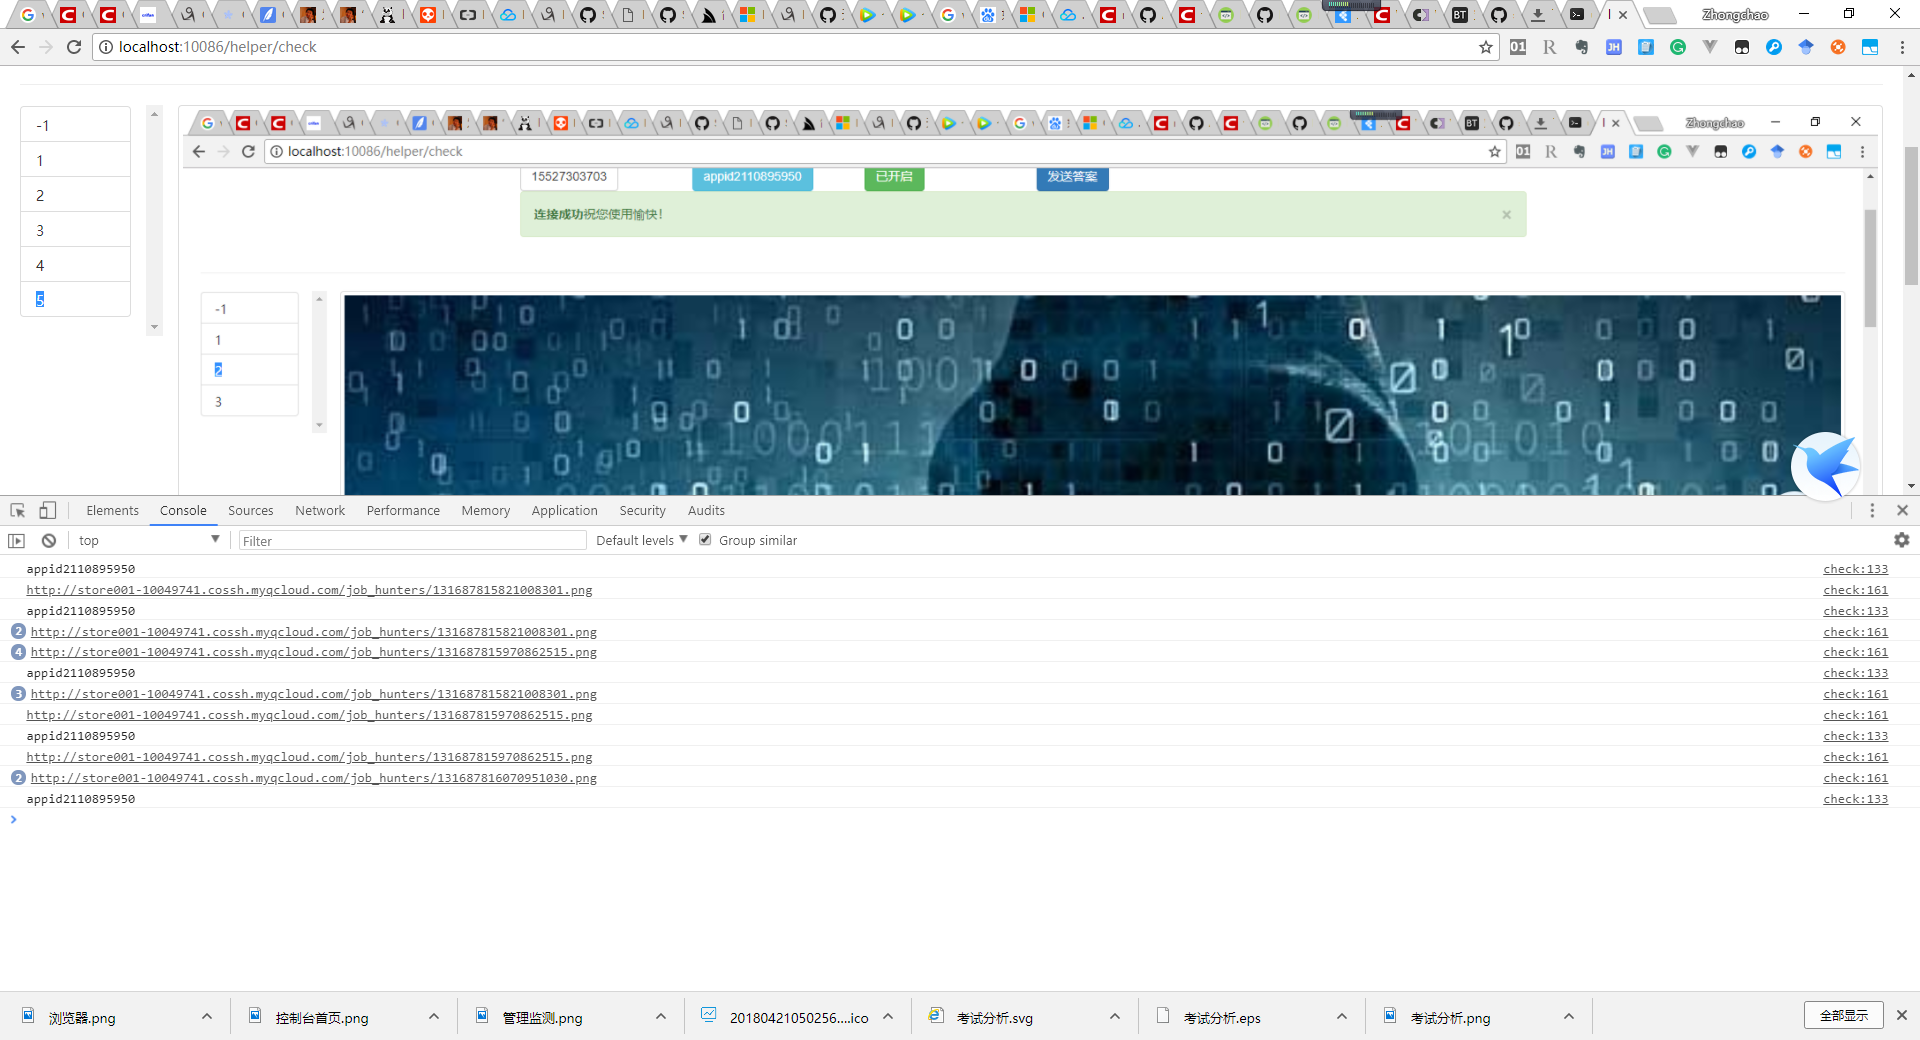 Zhongchao
localhost:10086/helper/check
-1
1
2
3
4
5
Zhongchao
localhost:10086/helper/check
15527303703
appid2110895950
已开启
发送答案
连接成功祝您使用愉快!
-1
1
2
3
Elements Console Sources Network Performance Memory Application Security Audits
top Filter Default levels Group similar
appid2110895950 check:133
http://store001-10049741.cossh.myqcloud.com/job_hunters/131687815821008301.png check:161
appid2110895950 check:133
2 http://store001-10049741.cossh.myqcloud.com/job_hunters/131687815821008301.png check:161
4 http://store001-10049741.cossh.myqcloud.com/job_hunters/131687815970862515.png check:161
appid2110895950 check:133
3 http://store001-10049741.cossh.myqcloud.com/job_hunters/131687815821008301.png check:161
http://store001-10049741.cossh.myqcloud.com/job_hunters/131687815970862515.png check:161
appid2110895950 check:133
http://store001-10049741.cossh.myqcloud.com/job_hunters/131687815970862515.png check:161
2 http://store001-10049741.cossh.myqcloud.com/job_hunters/131687816070951030.png check:161
appid2110895950 check:133
浏览器.png 控制台首页.png 管理监测.png 20180421050256....ico 考试分析.svg 考试分析.eps 考试分析.png 全部显示